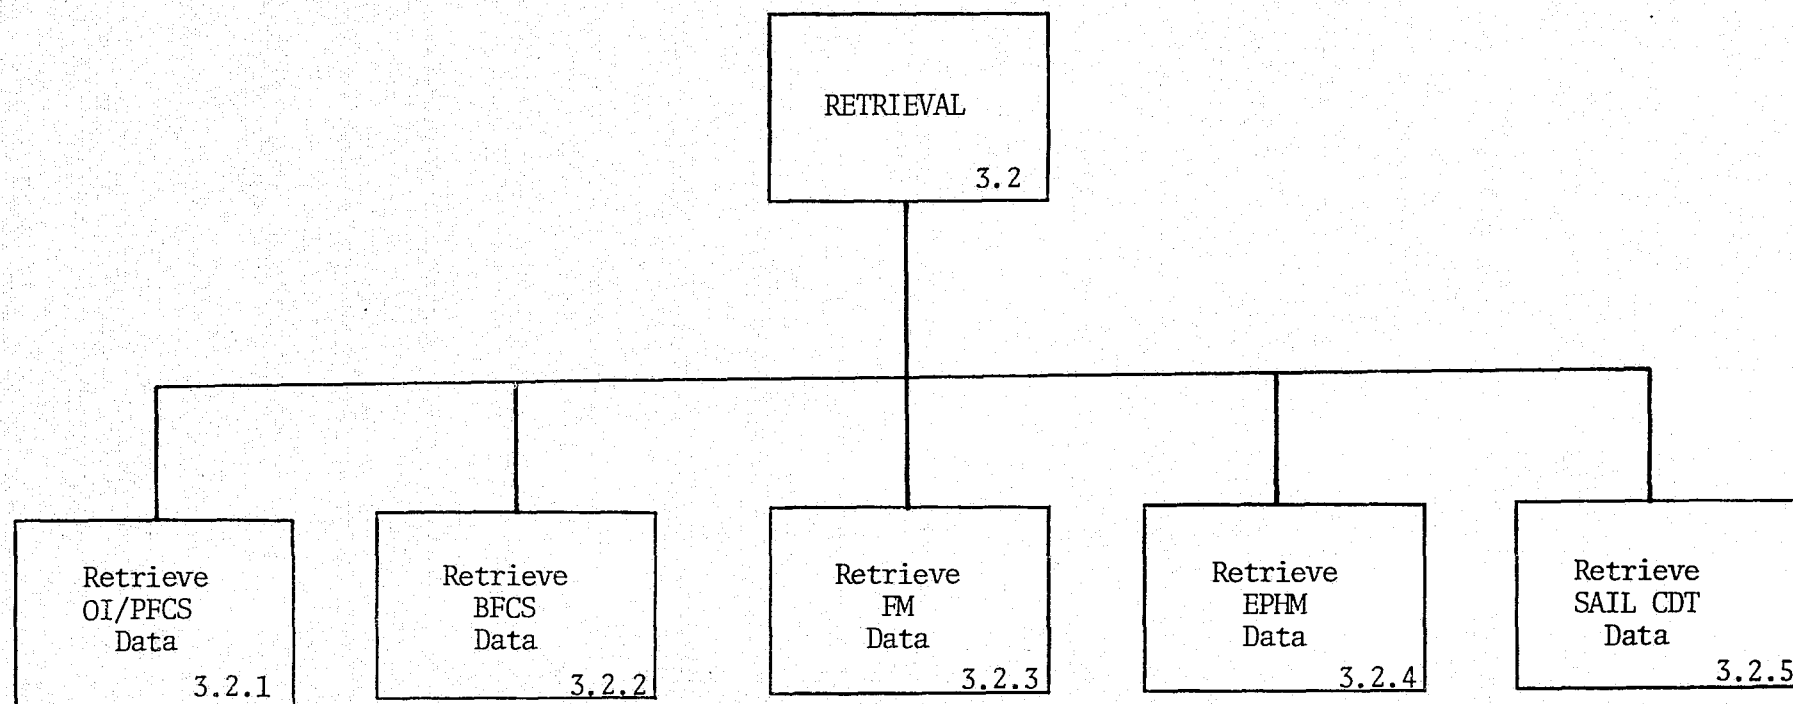 RETRIEVAL
3.2
Retrieve
OI/PFCS
Data
3.2.1
Retrieve
BFCS
Data
3.2.2
Retrieve
FM
Data
3.2.3
Retrieve
EPHM
Data
3.2.4
Retrieve
SAIL CDT
Data
3.2.5